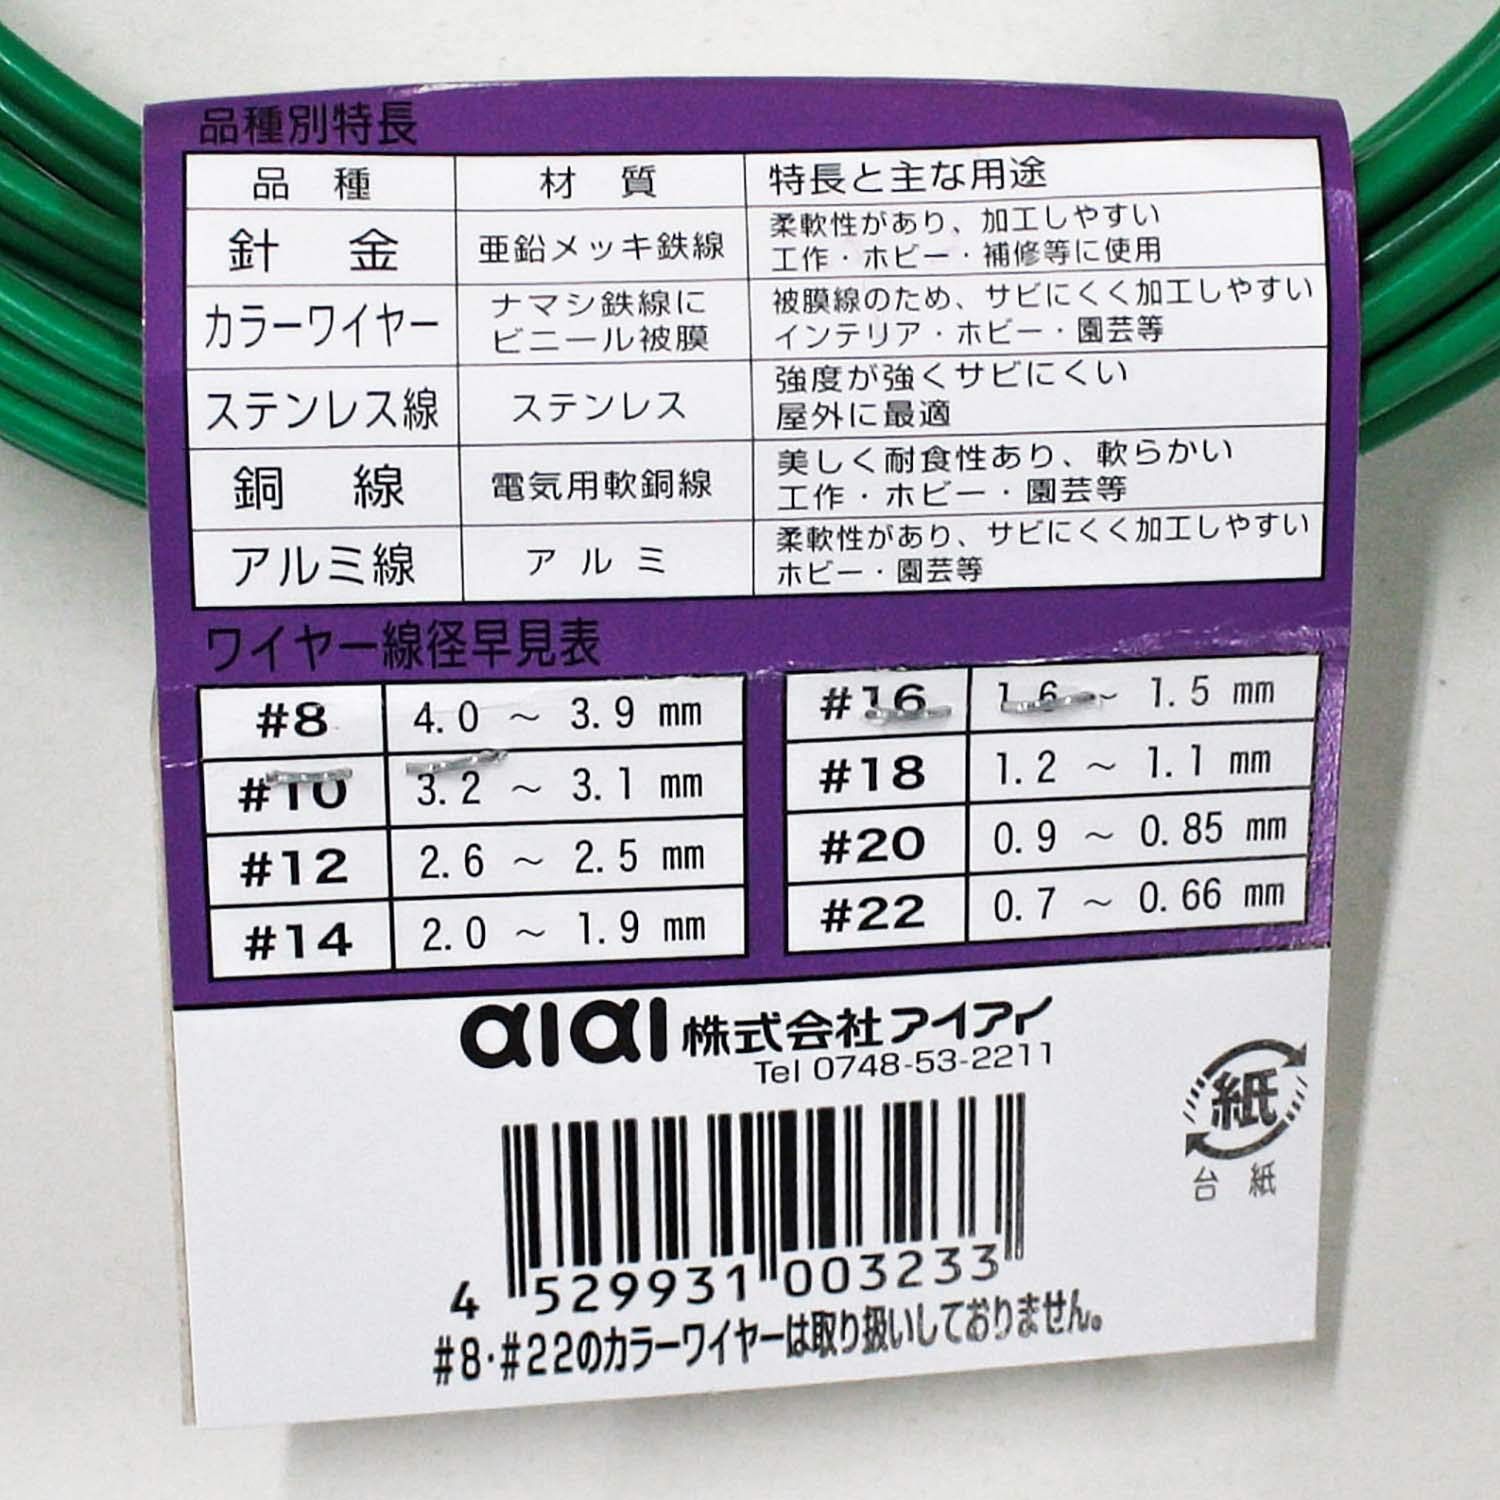 品種別特長
品 種 材 質 特長と主な用途
針 金 亜鉛メッキ鉄線 柔軟性があり、加工しやすい
工作・ホビー・補修等に使用
カラーワイヤー ナマシ鉄線に 被膜線のため、サビにくく加工しやすい
ビニール被膜 インテリア・ホビー・園芸等
ステンレス線 ステンレス 強度が強くサビにくい
屋外に最適
銅 線 電気用軟銅線 美しく耐食性あり、軟らかい
工作・ホビー・園芸等
アルミ線 アルミ 柔軟性があり、サビにくく加工しやすい
ホビー・園芸等
ワイヤー線径早見表
#8 4.0 ~ 3.9 mm
#10 3.2 ~ 3.1 mm
#12 2.6 ~ 2.5 mm
#14 2.0 ~ 1.9 mm
#16 1.6 ~ 1.5 mm
#18 1.2 ~ 1.1 mm
#20 0.9 ~ 0.85 mm
#22 0.7 ~ 0.66 mm
aiai 株式会社アイアイ
Tel 0748-53-2211
紙
台 紙
4 529931 003233
#8・#22のカラーワイヤーは取り扱いしておりません。